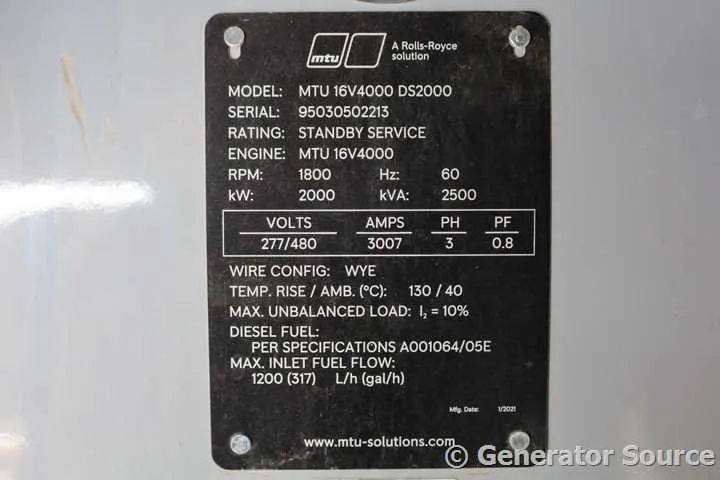 mtu
A Rolls-Royce
solution
MODEL: MTU 16V4000 DS2000
SERIAL: 95030502213
RATING: STANDBY SERVICE
ENGINE: MTU 16V4000
RPM: 1800 Hz: 60
kW: 2000 kVA: 2500
VOLTS AMPS PH PF
277/480 3007 3 0.8
WIRE CONFIG: WYE
TEMP. RISE / AMB. (°C): 130 / 40
MAX. UNBALANCED LOAD: I₂ = 10%
DIESEL FUEL:
PER SPECIFICATIONS A001064/05E
MAX. INLET FUEL FLOW:
1200 (317) L/h (gal/h)
Mfg. Date: 1/2021
www.mtu-solutions.com
© Generator Source